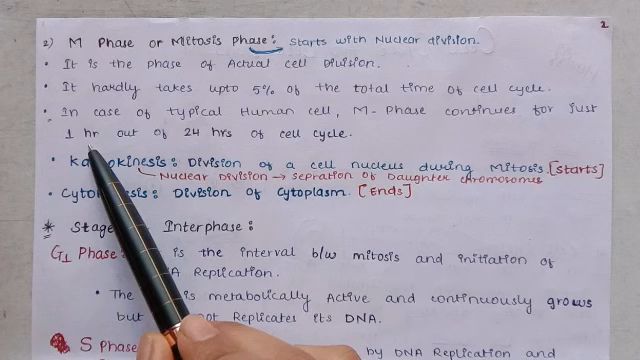 2
2) M Phase or Mitosis Phase: Starts with Nuclear division.
• It is the phase of Actual cell Division.
• It hardly takes upto 5% of the total time of cell cycle.
• In case of typical Human cell, M-Phase continues for just
1 hr out of 24 hrs of cell cycle.
• Division of a cell nucleus during Mitosis. [starts]
Nuclear Division → sepration of Daughter chromosomes
• Division of Cytoplasm. [Ends]
* Interphase:
G1 Phase: is the interval b/w mitosis and initiation of
Replication.
• The is metabolically Active and continuously grows
but Replicates its DNA.
S Phase by DNA Replication and